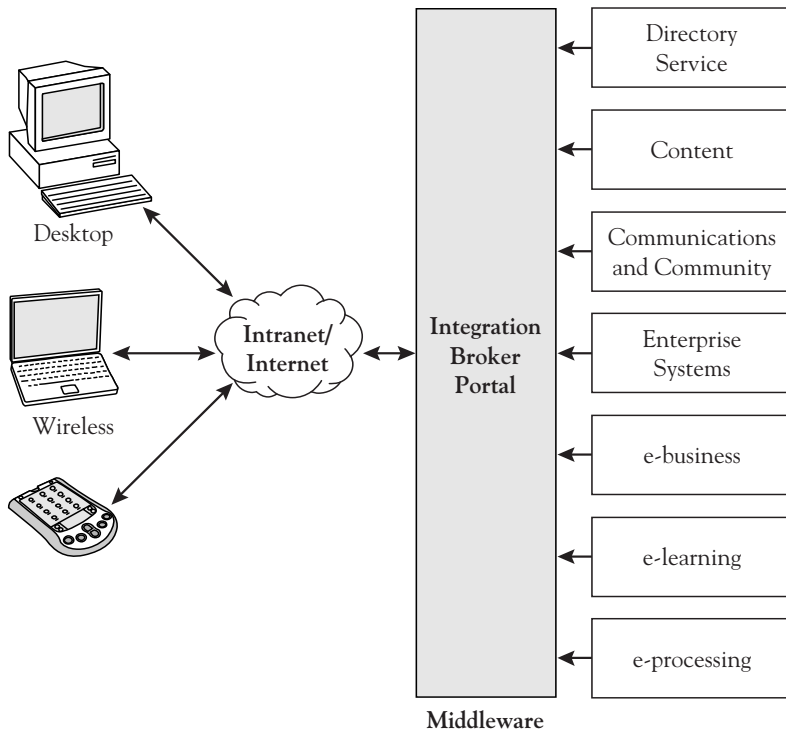 Desktop
Wireless
Intranet/
Internet
Integration
Broker
Portal
Middleware
Directory
Service
Content
Communications
and Community
Enterprise
Systems
e-business
e-learning
e-processing